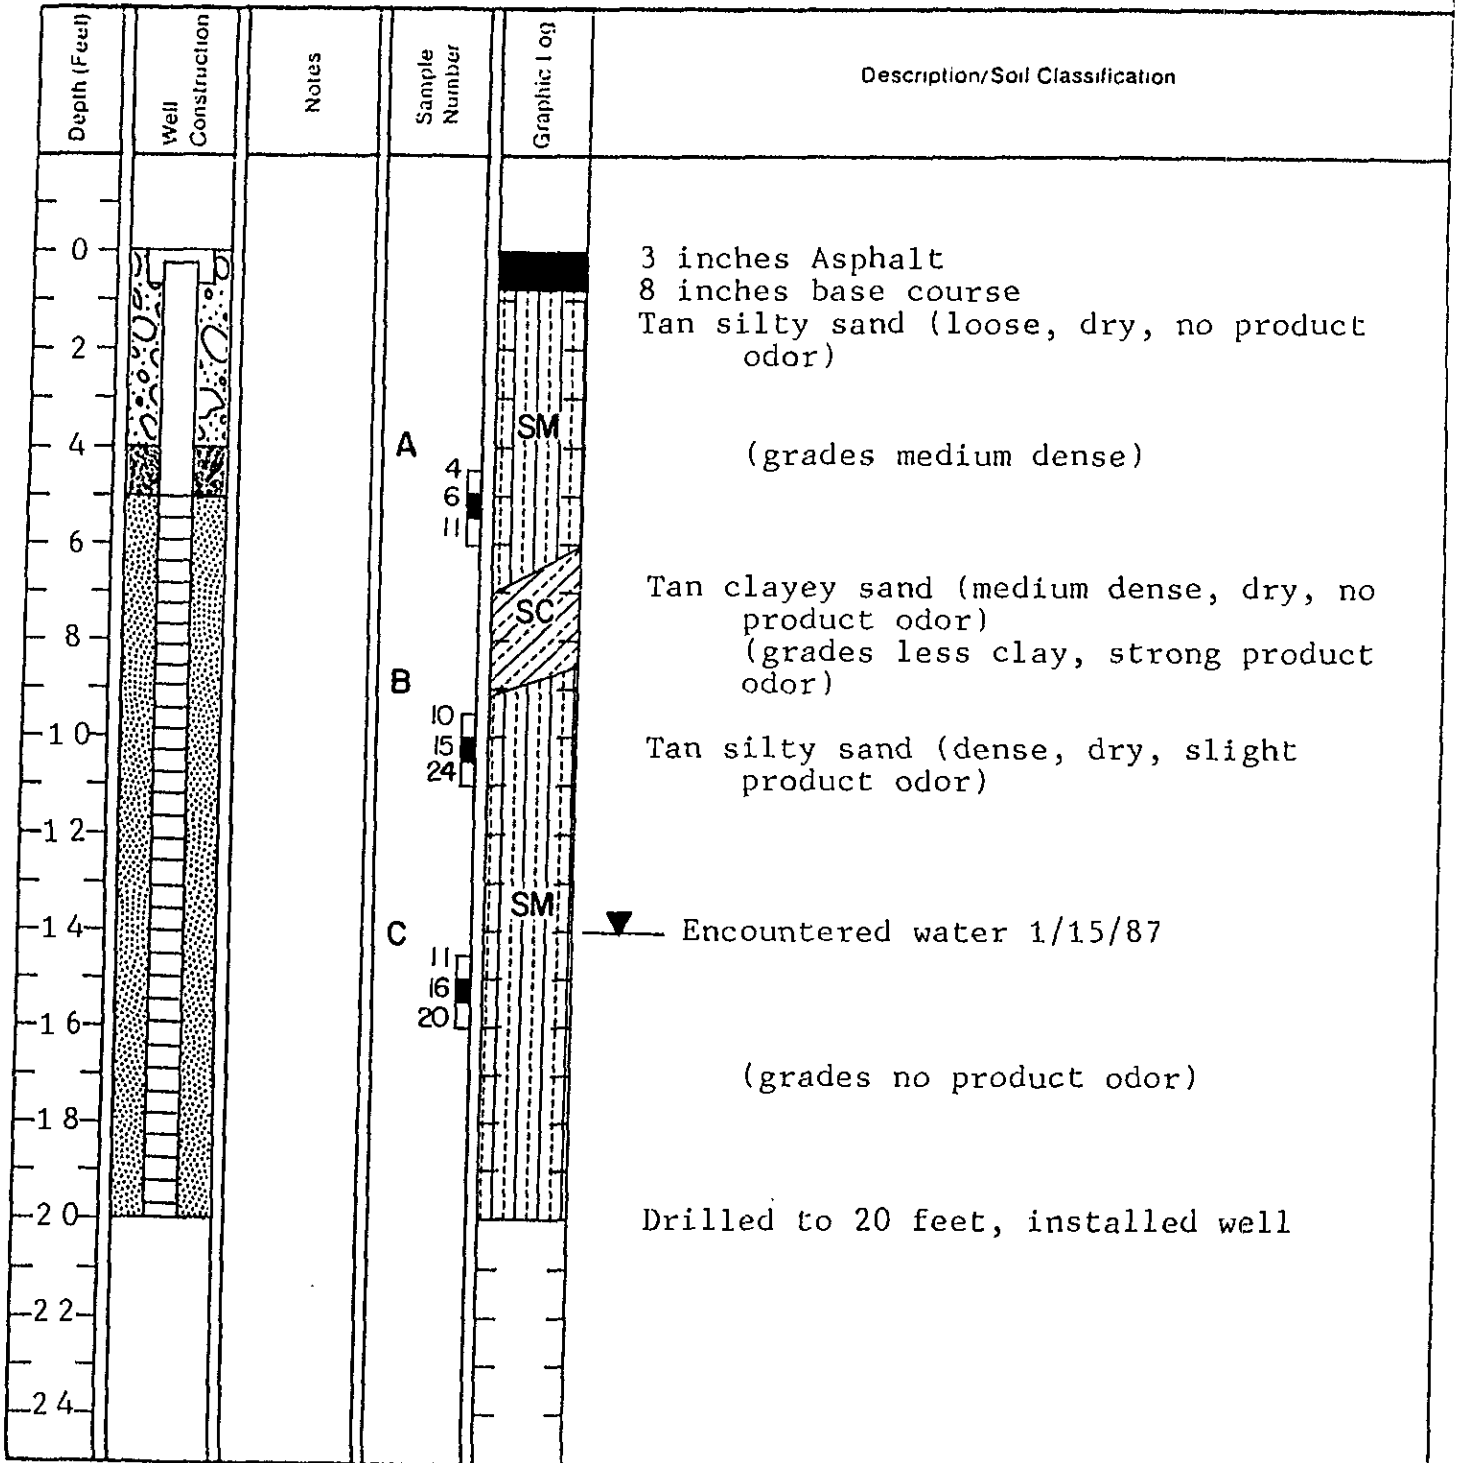 Depth (Feet)
Well
Construction
Notes
Sample
Number
Graphic Log
Description/Soil Classification
0
3 inches Asphalt
8 inches base course
Tan silty sand (loose, dry, no product
odor)
2
SM
4
A
4
6
11
(grades medium dense)
6
Tan clayey sand (medium dense, dry, no
product odor)
SC
8
(grades less clay, strong product
odor)
B
10
10
15
24
Tan silty sand (dense, dry, slight
product odor)
12
SM
14
C
Encountered water 1/15/87
11
16
20
16
(grades no product odor)
18
20
Drilled to 20 feet, installed well
22
24